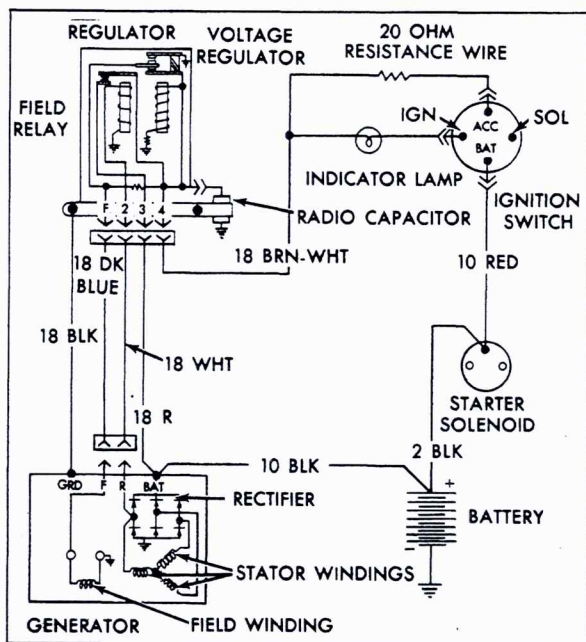 REGULATOR
VOLTAGE
REGULATOR
20 OHM
RESISTANCE WIRE
FIELD
RELAY
IGN
ACC
BAT
SOL
INDICATOR LAMP
IGNITION
SWITCH
F 2 3 4
RADIO CAPACITOR
18 DK
BLUE
18 BRN-WHT
10 RED
18 BLK
18 WHT
18 R
STARTER
SOLENOID
2 BLK
10 BLK
GRD F R BAT
RECTIFIER
+
BATTERY
-
STATOR WINDINGS
FIELD WINDING
GENERATOR